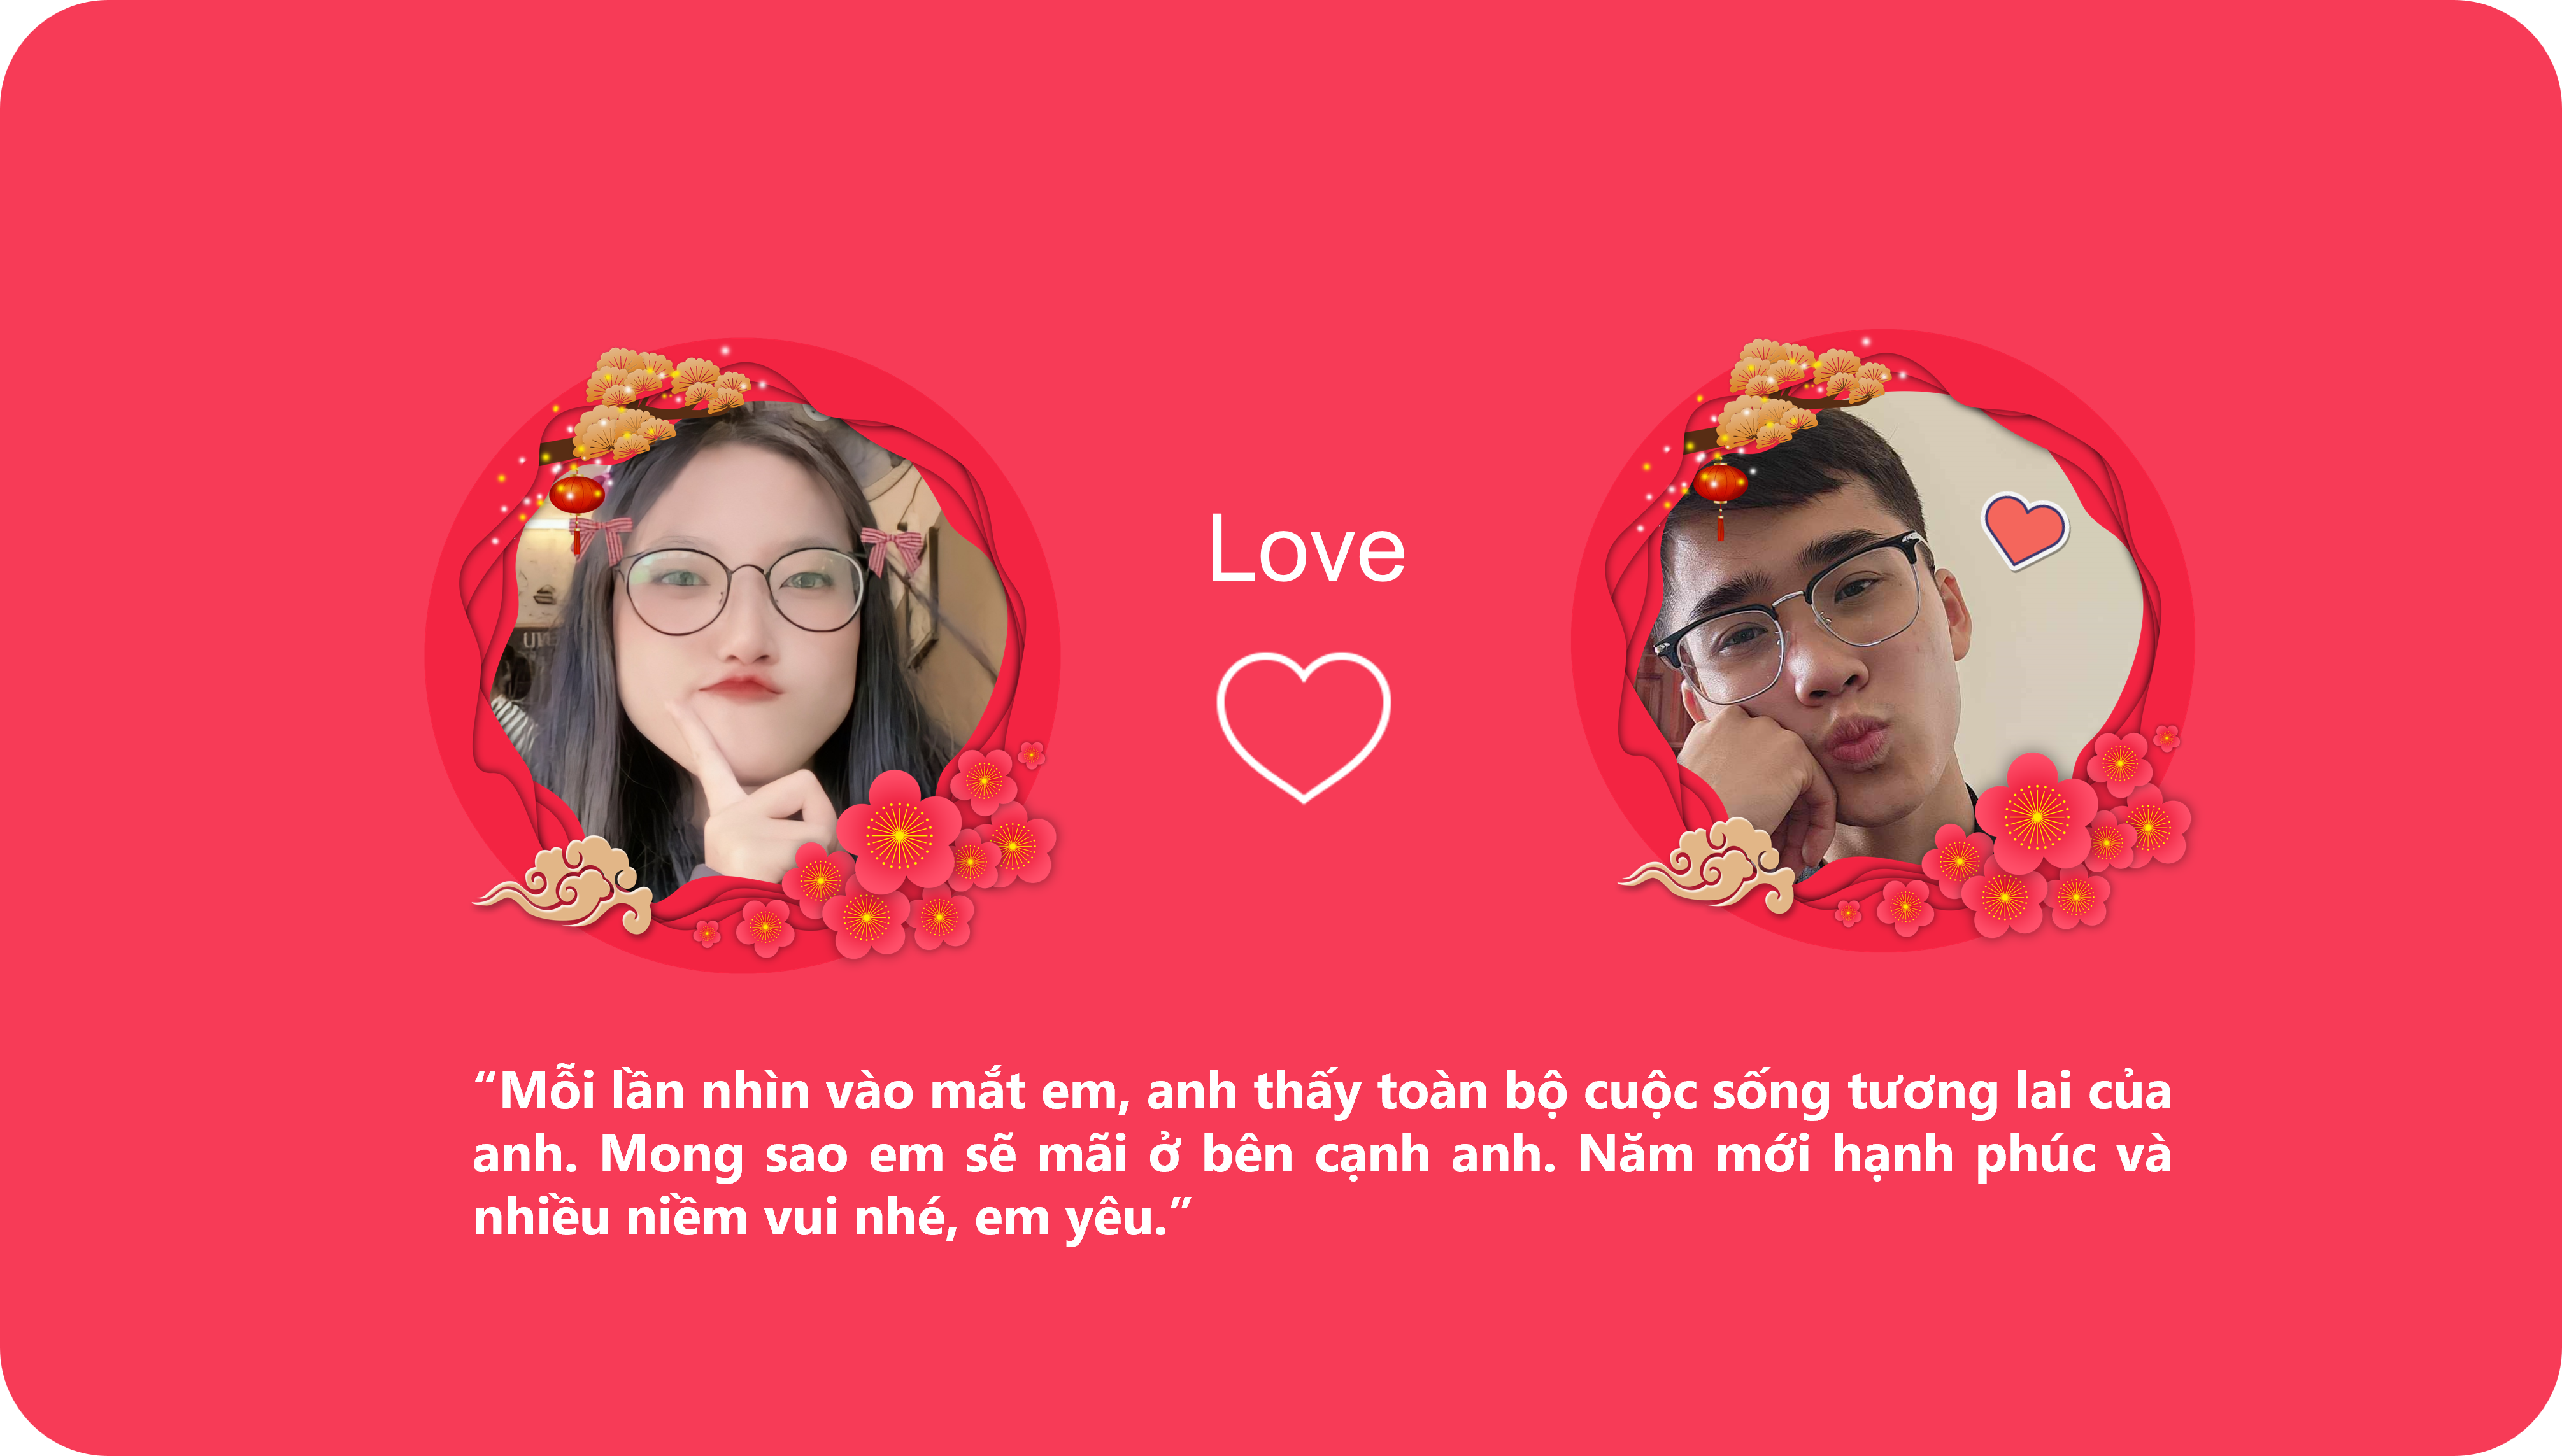 Love
“Mỗi lần nhìn vào mắt em, anh thấy toàn bộ cuộc sống tương lai của
anh. Mong sao em sẽ mãi ở bên cạnh anh. Năm mới hạnh phúc và
nhiều niềm vui nhé, em yêu.”